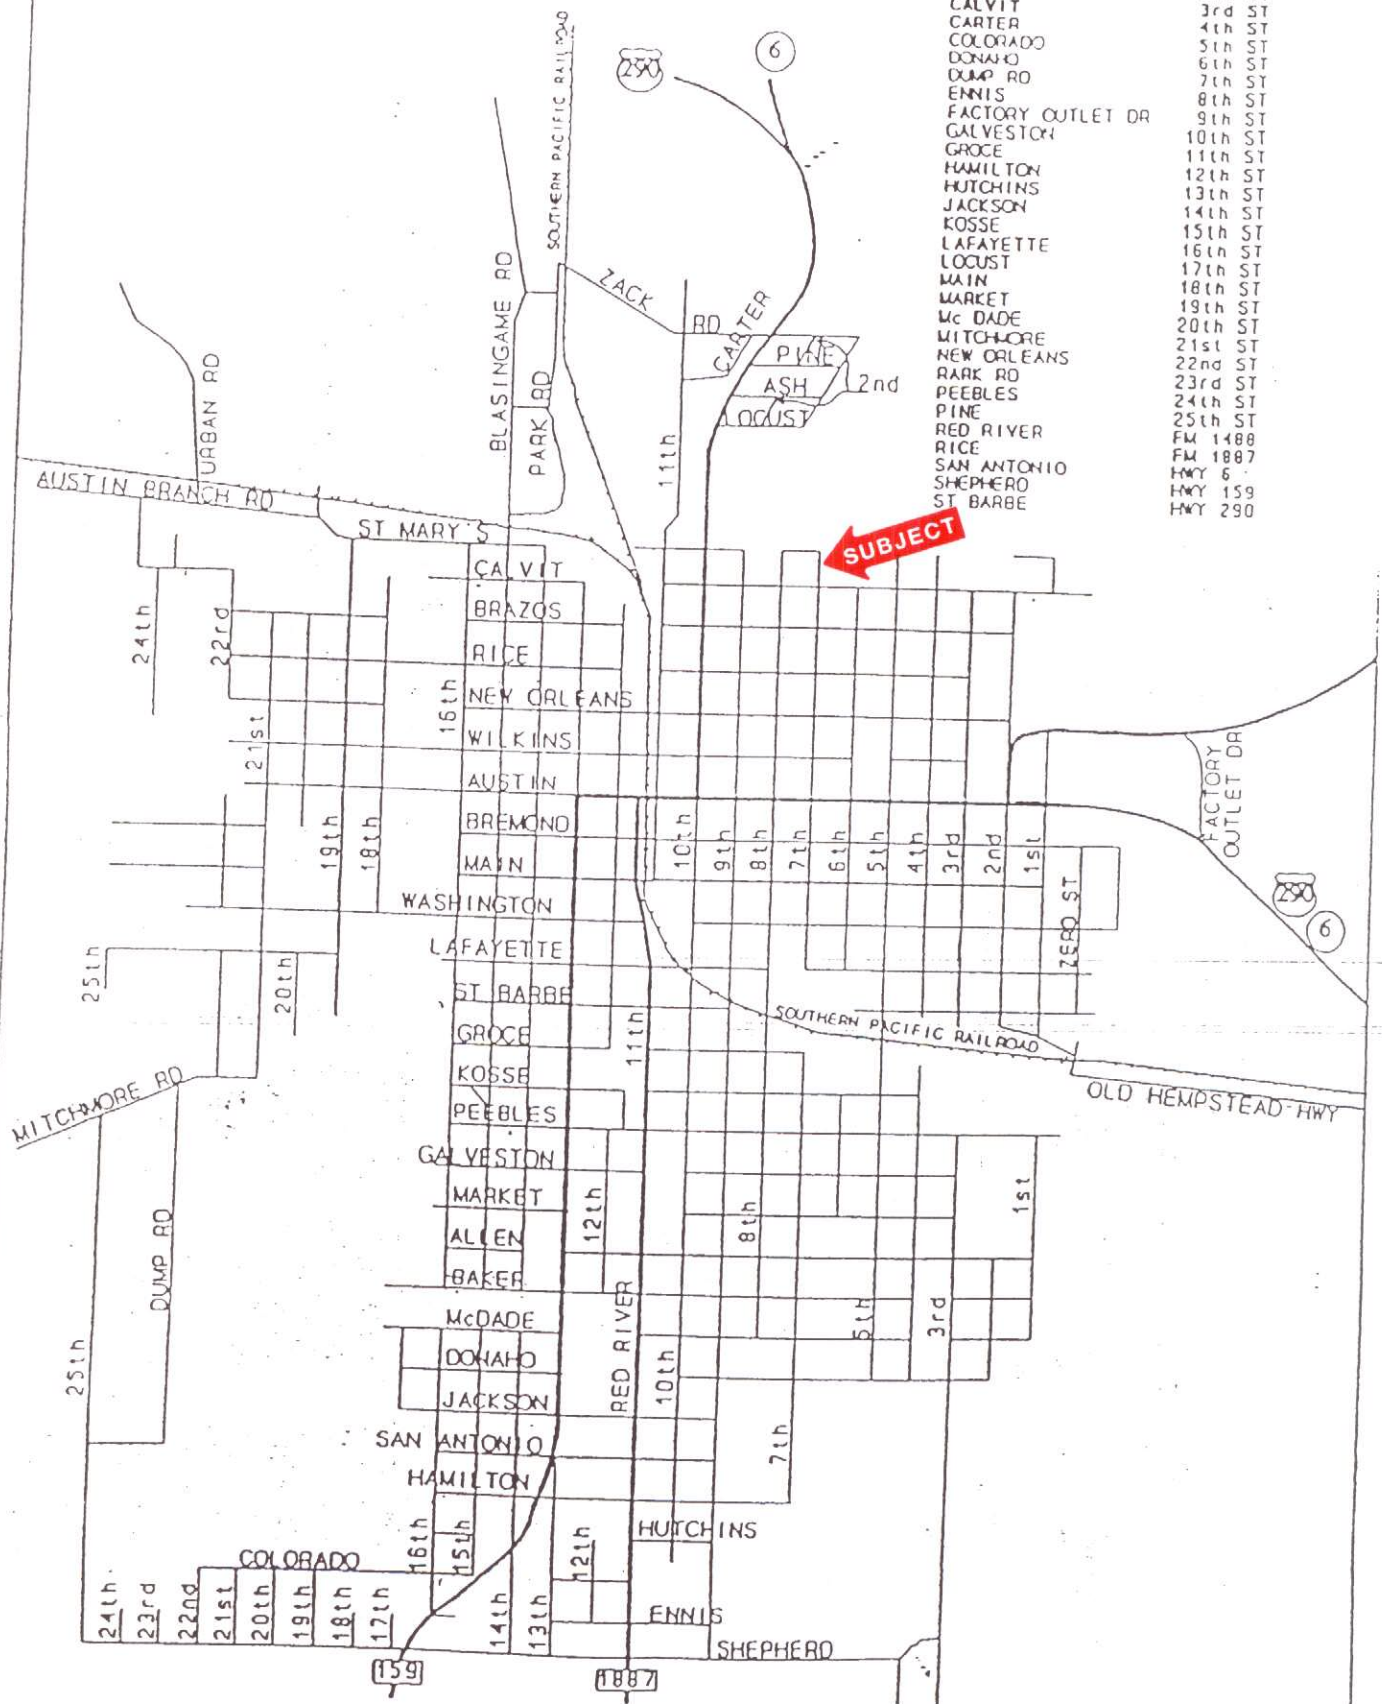 CALVIT 3rd ST
CARTER 4th ST
COLORADO 5th ST
DONAHO 6th ST
DUMP RD 7th ST
ENNIS 8th ST
FACTORY OUTLET DR 9th ST
GALVESTON 10th ST
GROCE 11th ST
HAMILTON 12th ST
HUTCHINS 13th ST
JACKSON 14th ST
KOSSE 15th ST
LAFAYETTE 16th ST
LOCUST 17th ST
MAIN 18th ST
MARKET 19th ST
Mc DADE 20th ST
MITCHMORE 21st ST
NEW ORLEANS 22nd ST
RARK RD 23rd ST
PEEBLES 24th ST
PINE 25th ST
RED RIVER FM 1488
RICE FM 1887
SAN ANTONIO HWY 6
SHEPHERD HWY 159
ST BARBE HWY 290
290
6
SOUTHERN PACIFIC RAILROAD
ZACK RD
CARTER
PINE
ASH
2nd
LOCUST
BLASINGAME RD
PARK RD
URBAN RD
11th
AUSTIN BRANCH RD
ST MARY'S
SUBJECT
CALVIT
BRAZOS
RICE
NEW ORLEANS
WILKINS
AUSTIN
BREMOND
MAIN
WASHINGTON
LAFAYETTE
ST BARBE
GROCE
KOSSE
PEEBLES
GALVESTON
MARKET
ALLEN
BAKER
McDADE
DONAHO
JACKSON
SAN ANTONIO
HAMILTON
24th
22rd
21st
16th
19th
18th
10th
9th
8th
7th
6th
5th
4th
3rd
2nd
1st
ZERO ST
FACTORY OUTLET DR
290
6
25th
20th
11th
SOUTHERN PACIFIC RAILROAD
OLD HEMPSTEAD HWY
MITCHMORE RD
DUMP RD
25th
12th
8th
1st
RED RIVER
10th
5th
3rd
7th
HUTCHINS
16th
15th
12th
COLORADO
24th
23rd
22nd
21st
20th
19th
18th
17th
14th
13th
ENNIS
SHEPHERD
159
1887